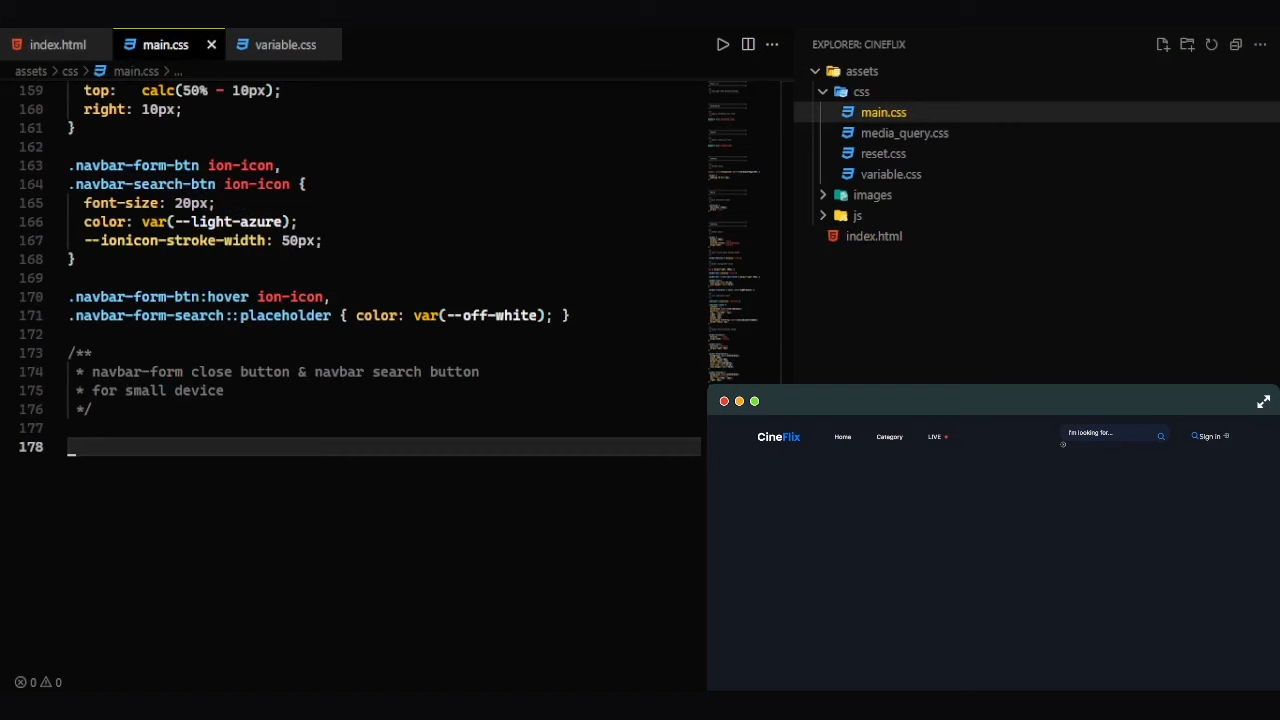 index.html
main.css
variable.css
assets > css > main.css > ...
159 top: calc(50% - 10px);
160 right: 10px;
161 }
162
163 .navbar-form-btn ion-icon,
164 .navbar-search-btn ion-icon {
165 font-size: 20px;
166 color: var(--light-azure);
167 --ionicon-stroke-width: 50px;
168 }
169
170 .navbar-form-btn:hover ion-icon,
171 .navbar-form-search::placeholder { color: var(--off-white); }
172
173 /**
174 * navbar-form close button & navbar search button
175 * for small device
176 */
177
178
0 0
EXPLORER: CINEFLIX
assets
css
main.css
media_query.css
reset.css
variable.css
images
js
index.html
CineFlix Home Category LIVE I'm looking for... Sign in